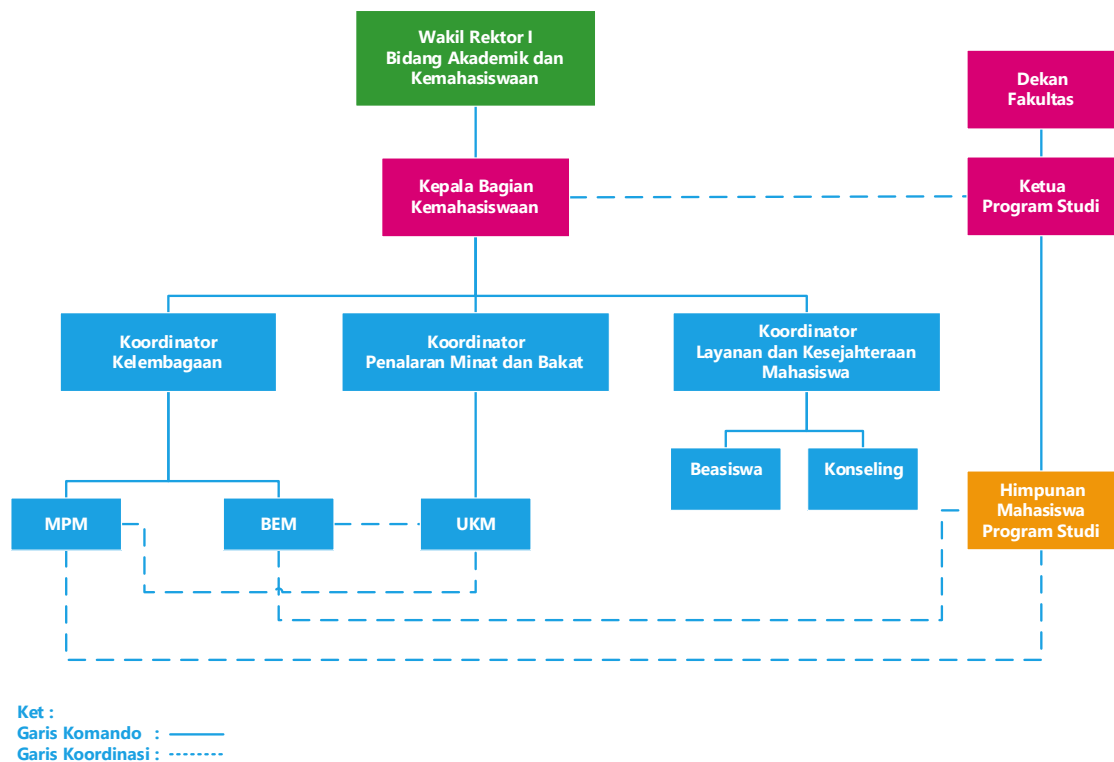 Wakil Rektor I
Bidang Akademik dan
Kemahasiswaan
Dekan
Fakultas
Kepala Bagian
Kemahasiswaan
Ketua
Program Studi
Koordinator
Kelembagaan
Koordinator
Penalaran Minat dan Bakat
Koordinator
Layanan dan Kesejahteraan
Mahasiswa
Beasiswa
Konseling
MPM
BEM
UKM
Himpunan
Mahasiswa
Program Studi
Ket :
Garis Komando :
Garis Koordinasi :